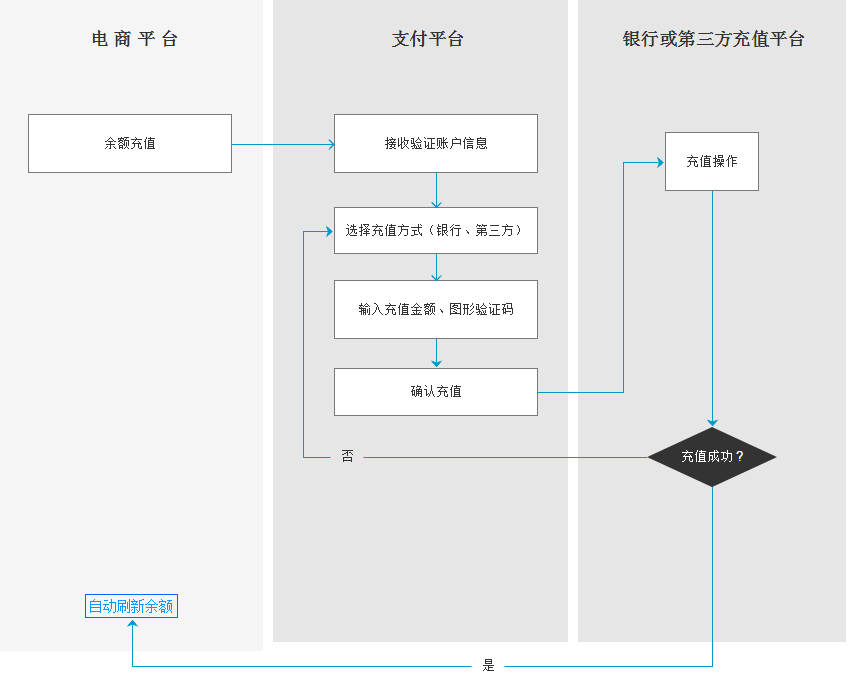 电商平台
支付平台
银行或第三方充值平台
余额充值
接收验证账户信息
充值操作
选择充值方式（银行、第三方）
输入充值金额、图形验证码
确认充值
否
充值成功？
自动刷新余额
是